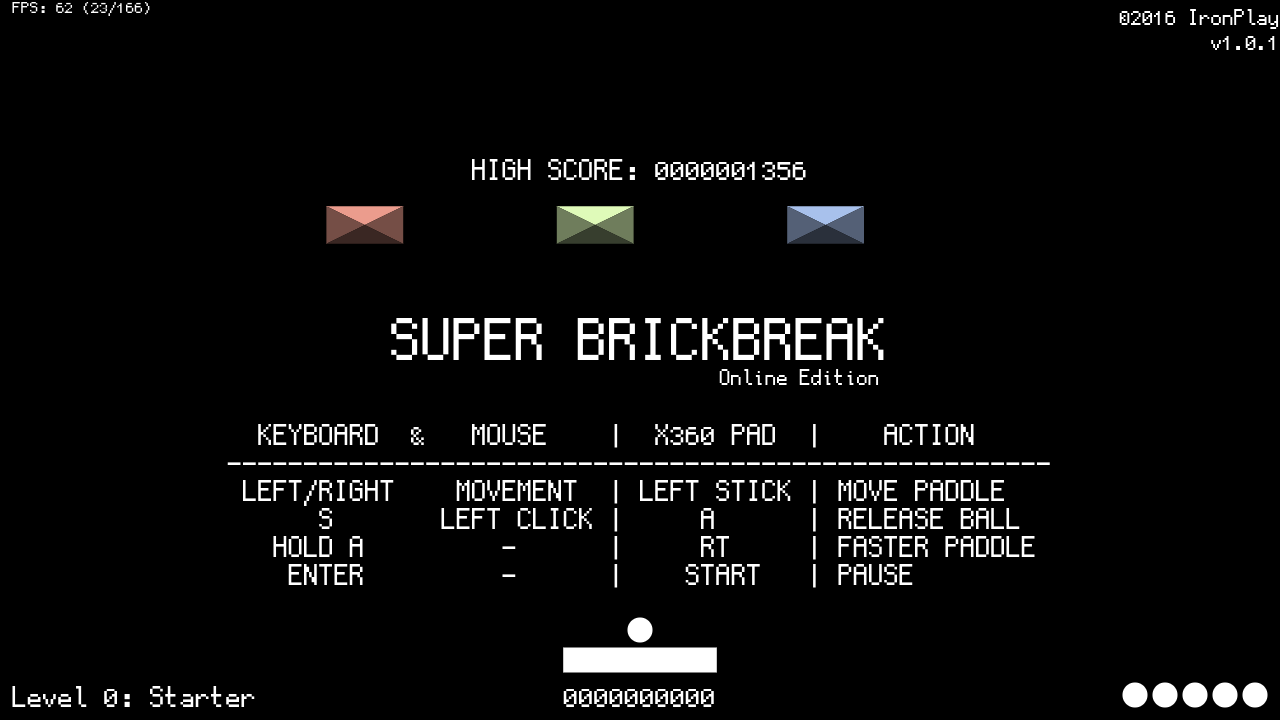 FPS: 62 (23/166)
©2016 IronPlay
v1.0.1
HIGH SCORE: 0000001356
SUPER BRICKBREAK
Online Edition
KEYBOARD & MOUSE | X360 PAD | ACTION
------------------------------------------------------
LEFT/RIGHT MOVEMENT | LEFT STICK | MOVE PADDLE
S LEFT CLICK | A | RELEASE BALL
HOLD A - | RT | FASTER PADDLE
ENTER - | START | PAUSE
Level 0: Starter
0000000000